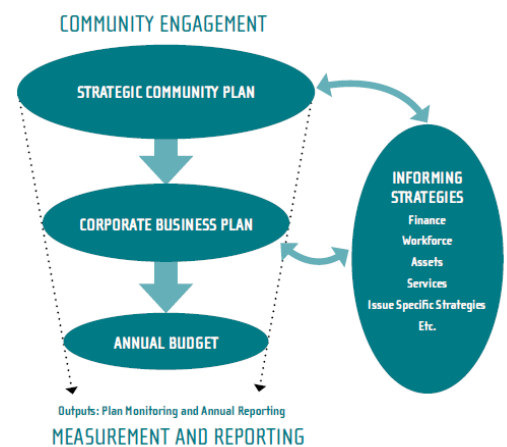 COMMUNITY ENGAGEMENT
STRATEGIC COMMUNITY PLAN
CORPORATE BUSINESS PLAN
ANNUAL BUDGET
INFORMING
STRATEGIES
Finance
Workforce
Assets
Services
Issue Specific Strategies
Etc.
Outputs: Plan Monitoring and Annual Reporting
MEASUREMENT AND REPORTING